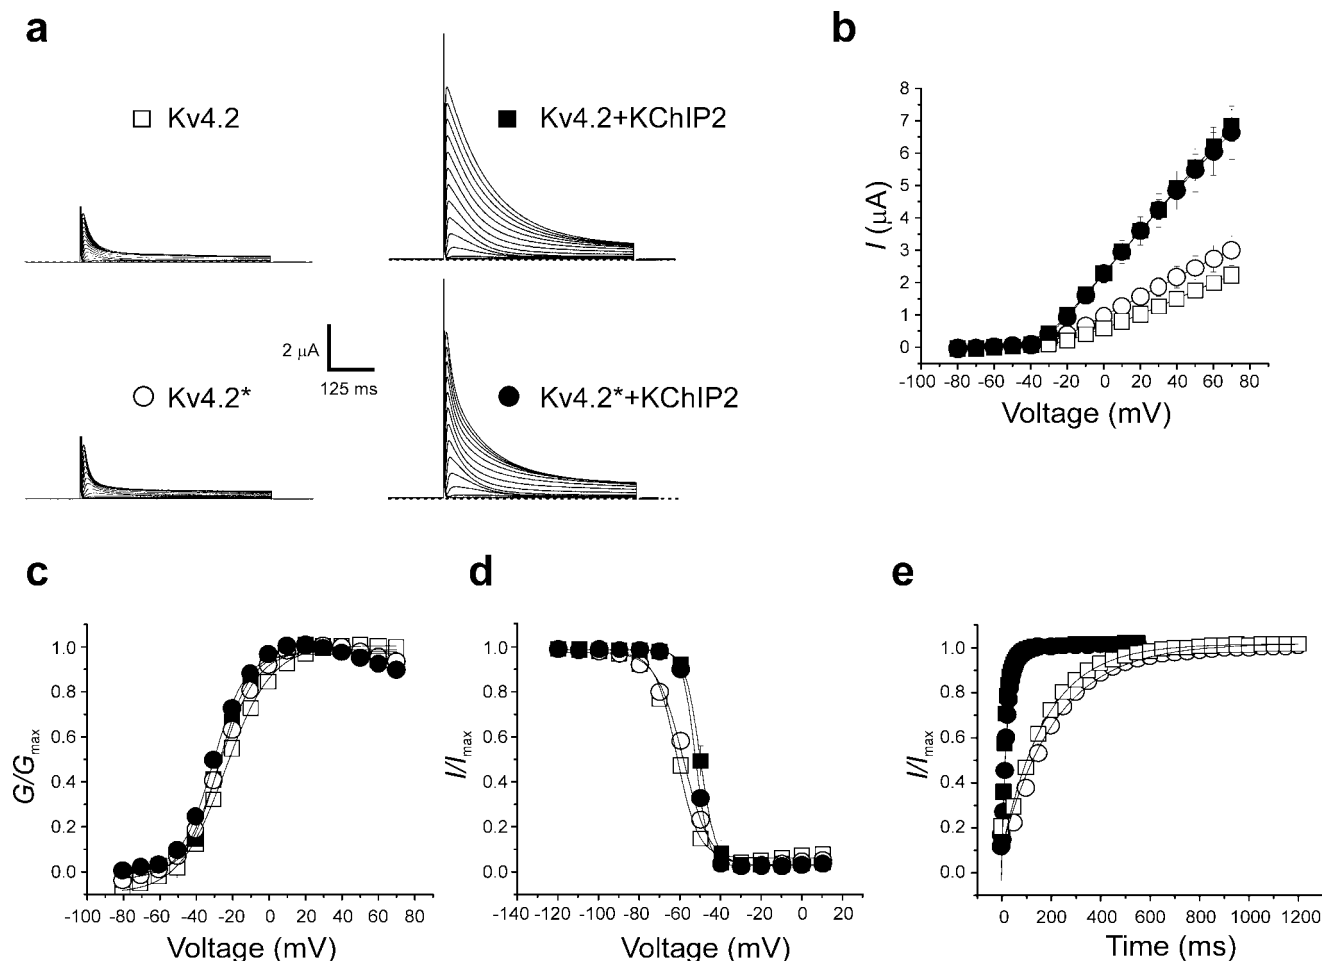 a
Kv4.2
Kv4.2+KChIP2
2 μA
125 ms
Kv4.2*
Kv4.2*+KChIP2
b
8
7
6
5
4
3
2
1
0
I (μA)
-100 -80 -60 -40 -20 0 20 40 60 80
Voltage (mV)
c
1.0
0.8
0.6
0.4
0.2
0.0
G/Gmax
-100 -80 -60 -40 -20 0 20 40 60 80
Voltage (mV)
d
1.0
0.8
0.6
0.4
0.2
0.0
I/Imax
-140 -120 -100 -80 -60 -40 -20 0 20
Voltage (mV)
e
1.0
0.8
0.6
0.4
0.2
0.0
I/Imax
0 200 400 600 800 1000 1200
Time (ms)